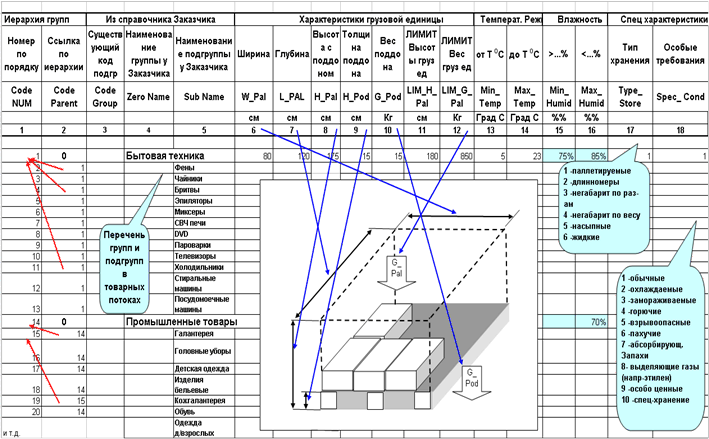 Иерархия групп Из справочника Заказчика Характеристики грузовой единицы Температ. Режи Влажность Спец характеристики
Номер по порядку Ссылка по иерархии Существующий код подгр Наименование группы у Заказчика Наименование подгруппы у Заказчика Ширина Глубина Высота с поддоном Толщина поддона Вес поддона ЛИМИТ Высоты груз ед ЛИМИТ Вес груз ед от T ⁰C до T ⁰C >...% <...% Тип хранения Особые требования
Code NUM Code Parent Code Group Zero Name Sub Name W_Pal L_PAL H_Pal H_Pod G_Pod LIM_H_Pal LIM_G_Pal Min_Temp Max_Temp Min_Humid Max_Humid Type_Store Spec_Cond
см см см см Кг см Кг Град С Град С %% %%
1 2 3 4 5 6 7 8 9 10 11 12 13 14 15 16 17 18
1 0 Бытовая техника 80 120 175 15 15 180 850 5 23 75% 85% 1 1
2 1 Фены
3 1 Чайники
4 1 Бритвы
5 1 Эпиляторы
6 1 Миксеры
7 1 СВЧ печи
8 1 DVD
9 1 Пароварки
10 1 Телевизоры
11 1 Холодильники
12 1 Стиральные машины
13 1 Посудомоечные машины
14 0 Промышленные товары 70%
15 14 Галантерея
16 14 Головные уборы
17 14 Детская одежда
18 14 Изделия бельевые
19 15 Кожгалантерея
20 14 Обувь
Одежда д/взрослых
и т.д.
Перечень групп и подгрупп в товарных потоках
G_Pal
G_Pod
1 -паллетируемые
2 -длинномеры
3 -негабарит по раз-ан
4 -негабарит по весу
5 -насыпные
6 -жидкие
1 -обычные
2 -охлаждаемые
3 -замораживаемые
4 -горючие
5 -взрывоопасные
6 -пахучие
7 -абсорбирующ, Запахи
8- выделяющие газы (напр-этилен)
9 -особо ценные
10 -спец-хранение